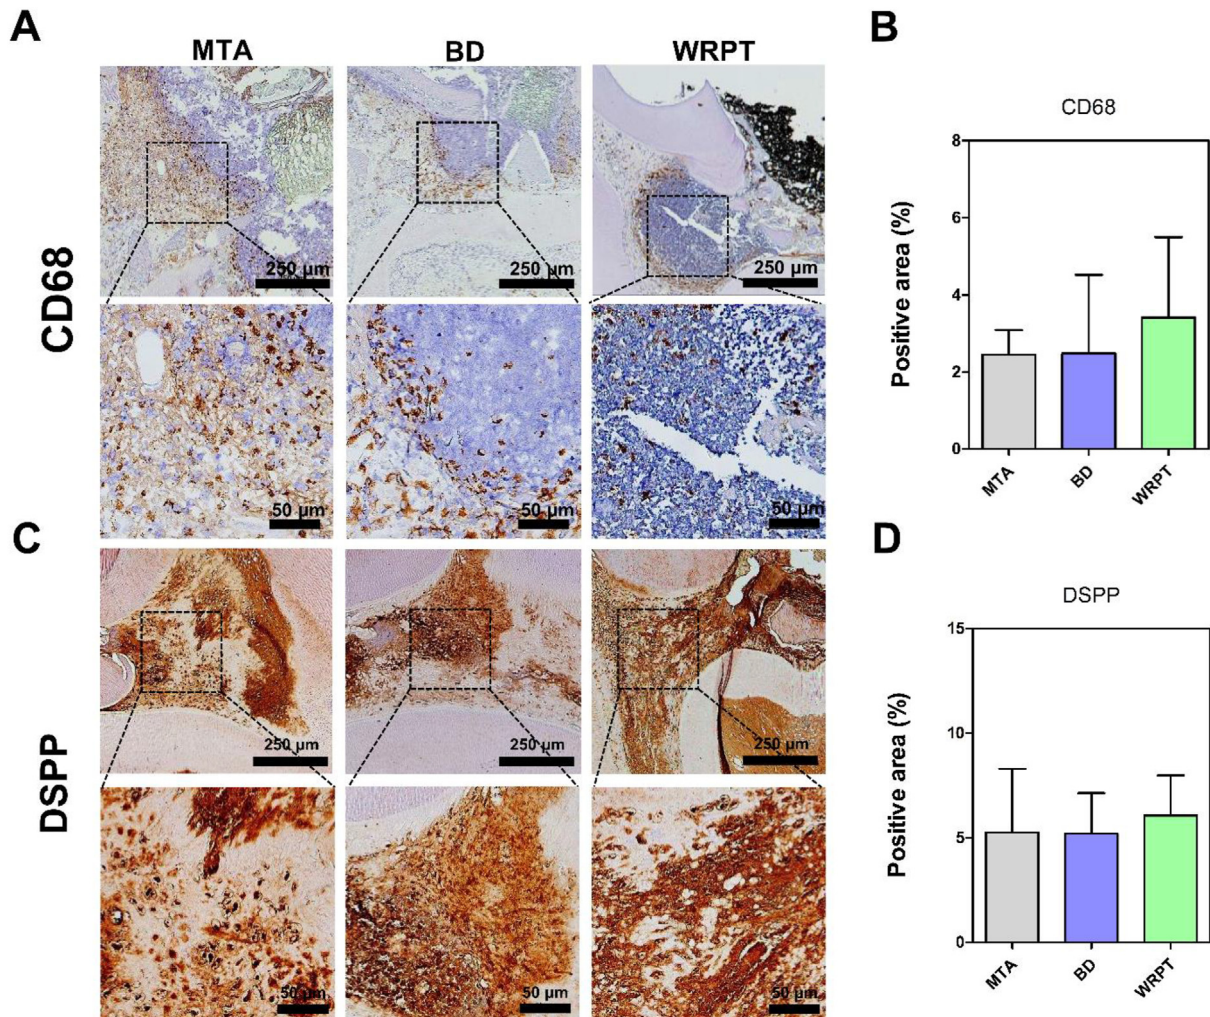 A
MTA
BD
WRPT
CD68
250 µm
250 µm
250 µm
50 µm
50 µm
50 µm
B
CD68
Positive area (%)
8
6
4
2
0
MTA
BD
WRPT
C
DSPP
250 µm
250 µm
250 µm
50 µm
50 µm
50 µm
D
DSPP
Positive area (%)
15
10
5
0
MTA
BD
WRPT